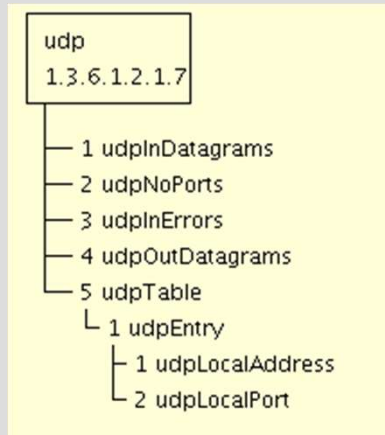 udp
1.3.6.1.2.1.7
1 udpInDatagrams
2 udpNoPorts
3 udpInErrors
4 udpOutDatagrams
5 udpTable
1 udpEntry
1 udpLocalAddress
2 udpLocalPort